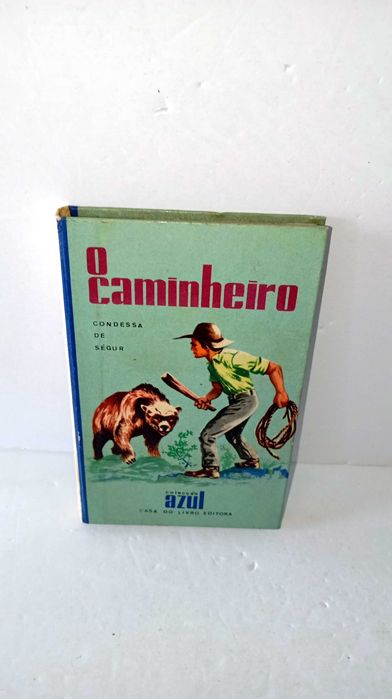 O
caminheiro
CONDESSA
DE
SÉGUR
COLECÇÃO
azul
CASA DO LIVRO EDITORA